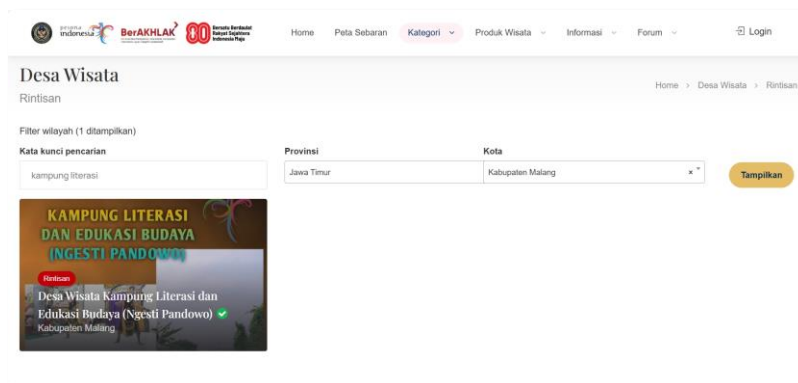 pesona indonesia
BerAKHLAK
80
Bersatu Berdaulat
Rakyat Sejahtera
Indonesia Maju
Home Peta Sebaran Kategori Produk Wisata Informasi Forum Login
Desa Wisata
Rintisan
Home > Desa Wisata > Rintisan
Filter wilayah (1 ditampilkan)
Kata kunci pencarian Provinsi Kota
kampung literasi Jawa Timur Kabupaten Malang × Tampilkan
KAMPUNG LITERASI
DAN EDUKASI BUDAYA
(NGESTI PANDOWO)
Rintisan
Desa Wisata Kampung Literasi dan
Edukasi Budaya (Ngesti Pandowo)
Kabupaten Malang